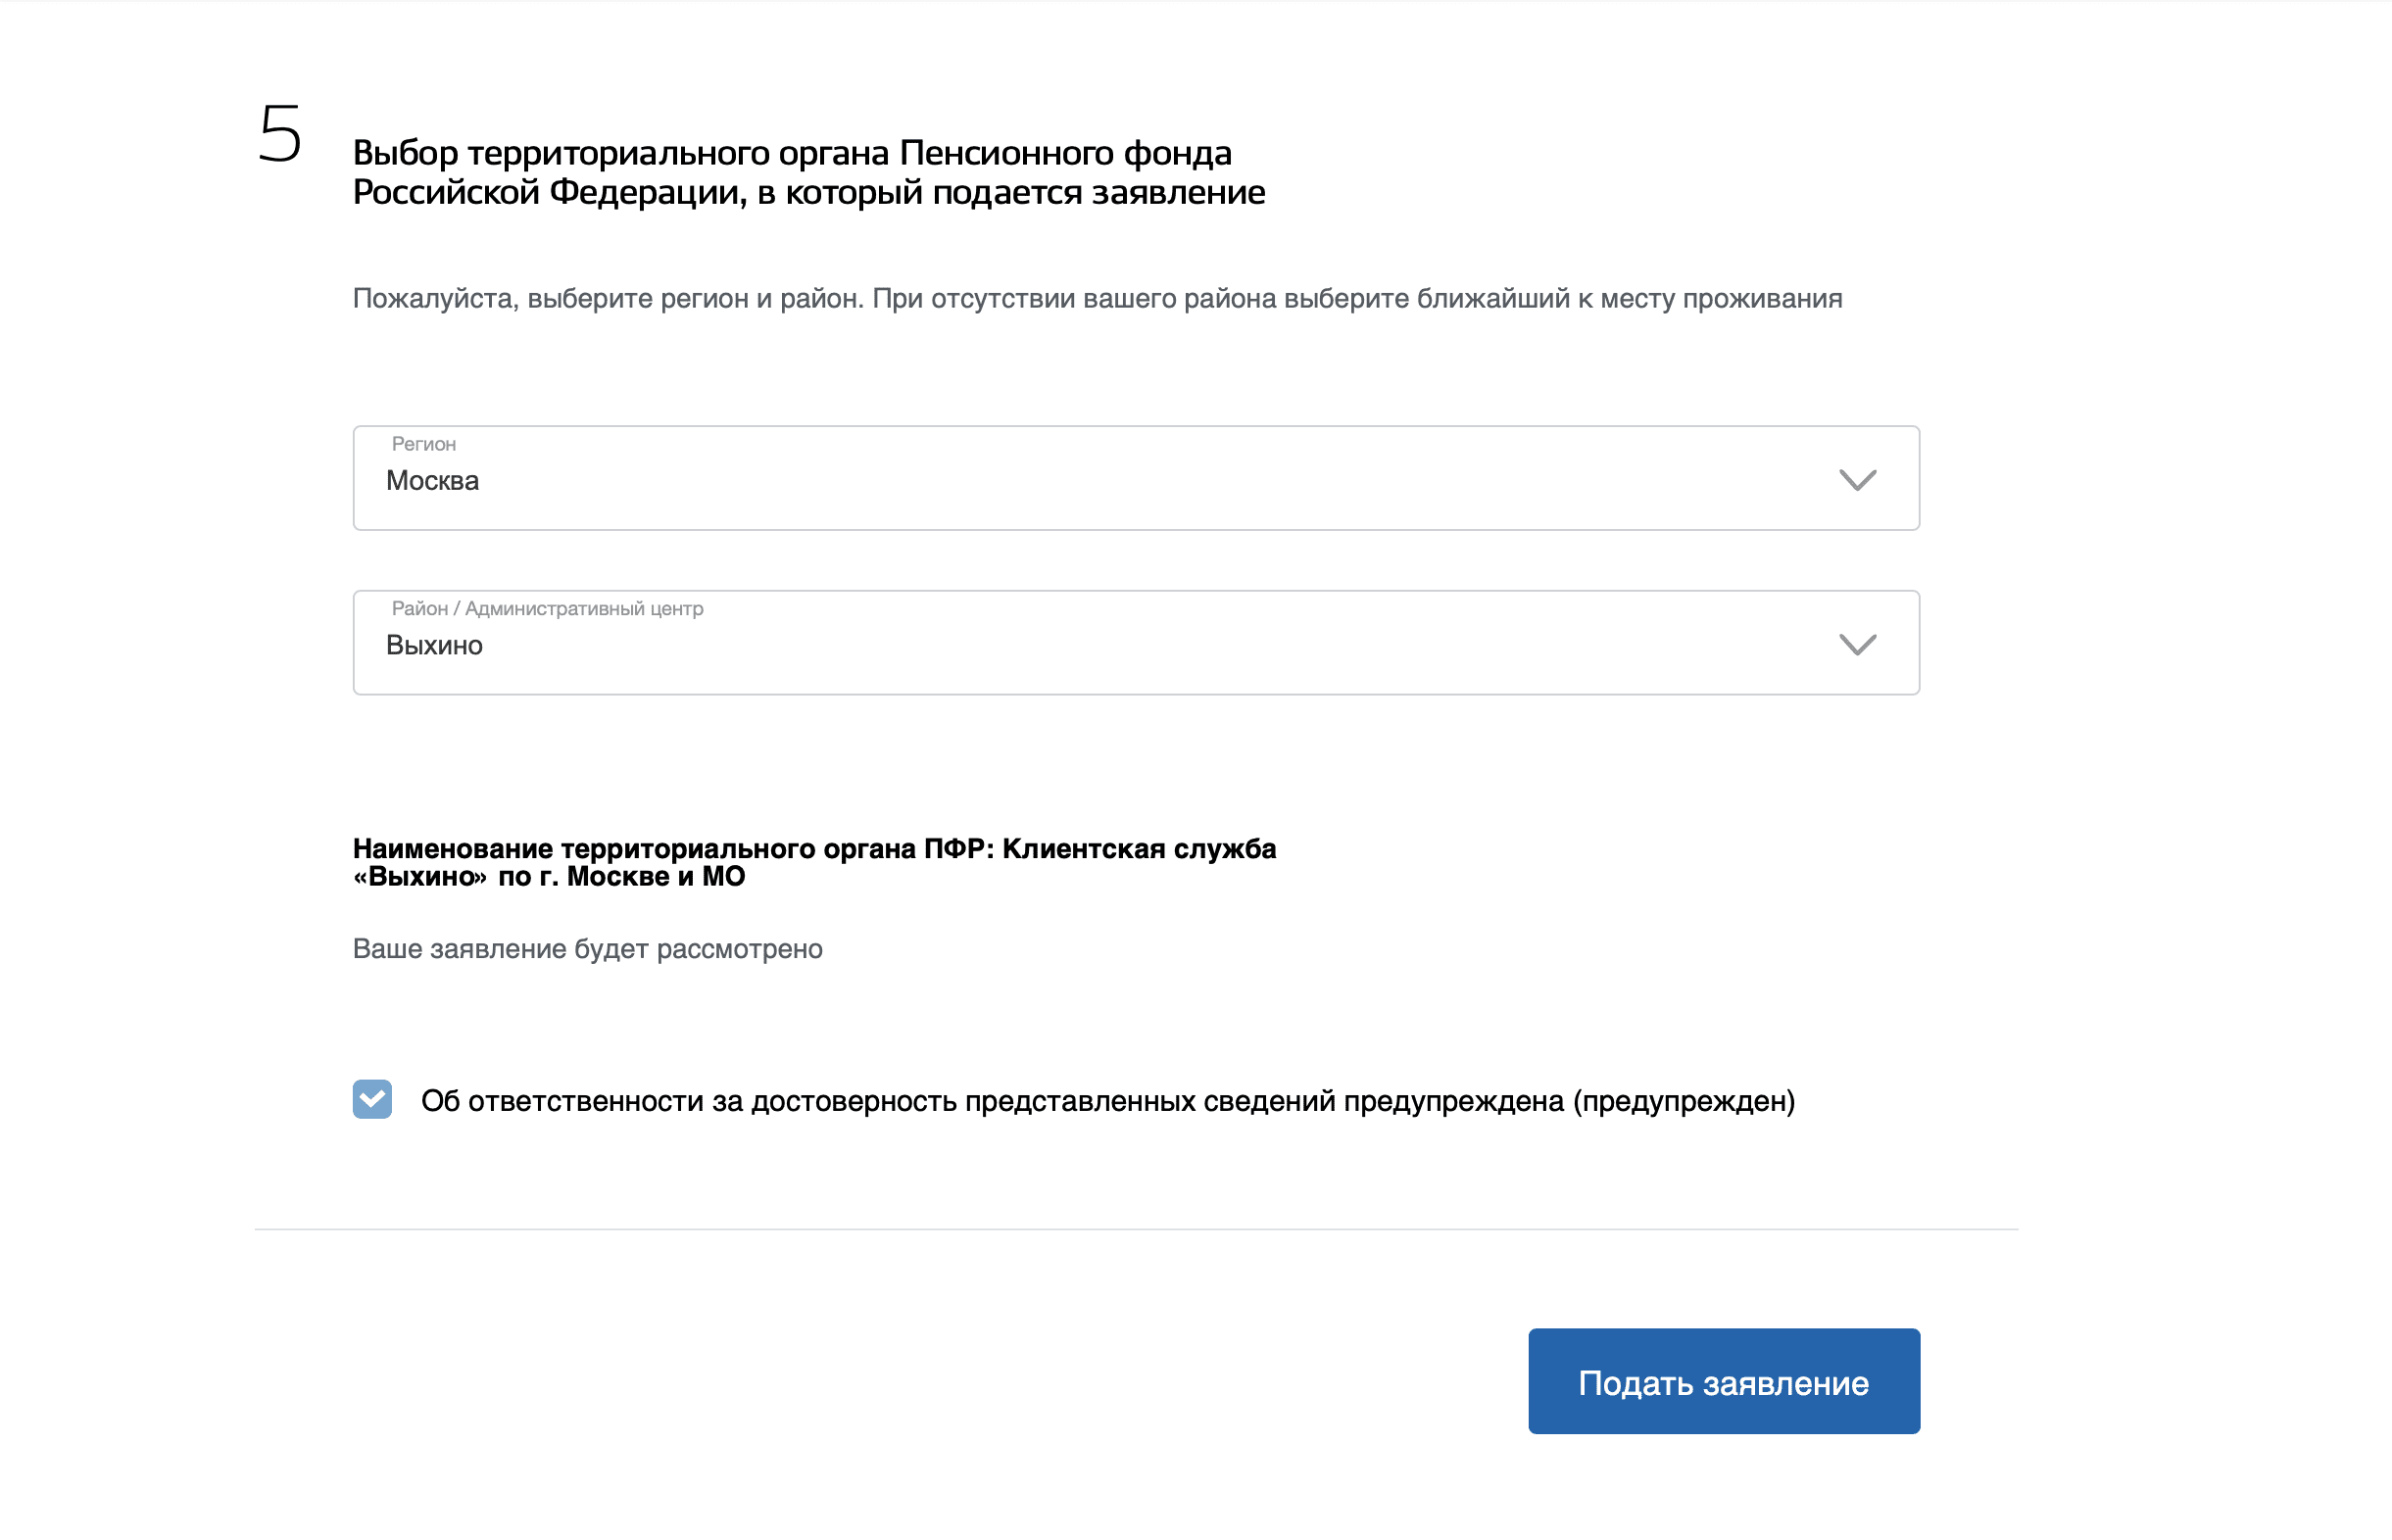 5
Выбор территориального органа Пенсионного фонда
Российской Федерации, в который подается заявление
Пожалуйста, выберите регион и район. При отсутствии вашего района выберите ближайший к месту проживания
Регион
Москва
Район / Административный центр
Выхино
Наименование территориального органа ПФР: Клиентская служба
«Выхино» по г. Москве и МО
Ваше заявление будет рассмотрено
Об ответственности за достоверность представленных сведений предупреждена (предупрежден)
Подать заявление